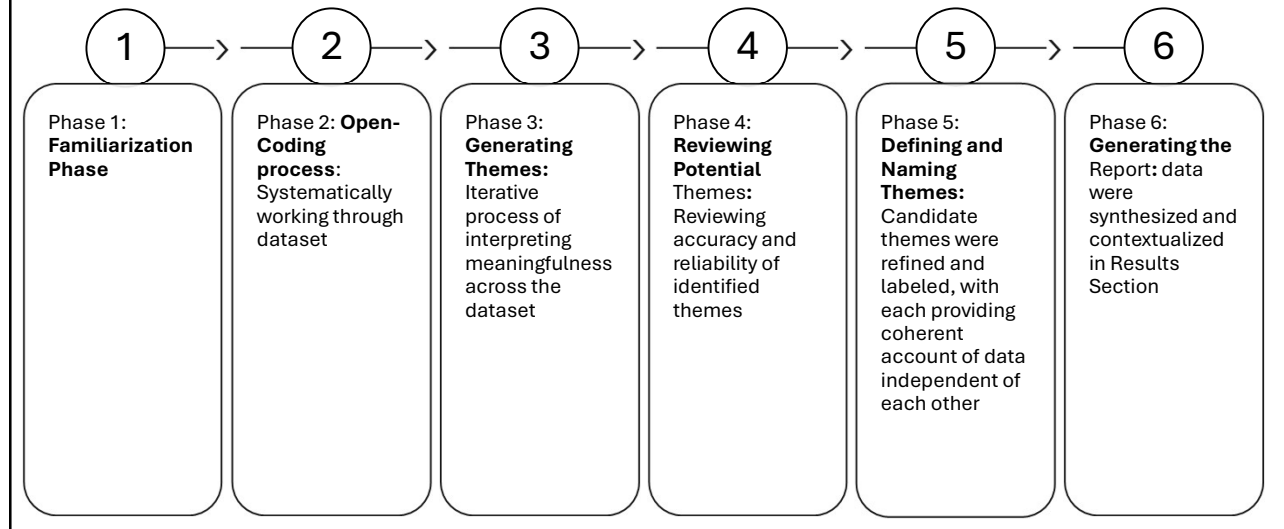 1
2
3
4
5
6
Phase 1:
Familiarization
Phase
Phase 2: Open-
Coding
process:
Systematically
working through
dataset
Phase 3:
Generating
Themes:
Iterative
process of
interpreting
meaningfulness
across the
dataset
Phase 4:
Reviewing
Potential
Themes:
Reviewing
accuracy and
reliability of
identified
themes
Phase 5:
Defining and
Naming
Themes:
Candidate
themes were
refined and
labeled, with
each providing
coherent
account of data
independent of
each other
Phase 6:
Generating the
Report: data
were
synthesized and
contextualized
in Results
Section